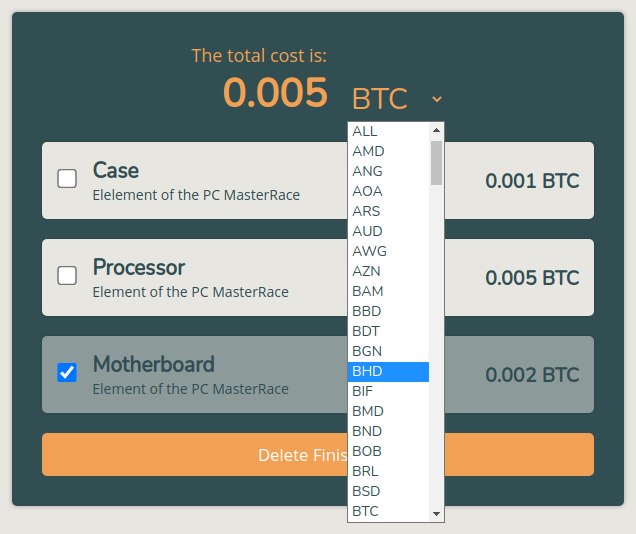 The total cost is:
0.005 BTC
ALL
AMD
ANG
AOA
ARS
AUD
AWG
AZN
BAM
BBD
BDT
BGN
BHD
BIF
BMD
BND
BOB
BRL
BSD
BTC
Case
Elelement of the PC MasterRace
0.001 BTC
Processor
Element of the PC MasterRace
0.005 BTC
Motherboard
Element of the PC MasterRace
0.002 BTC
Delete Finis